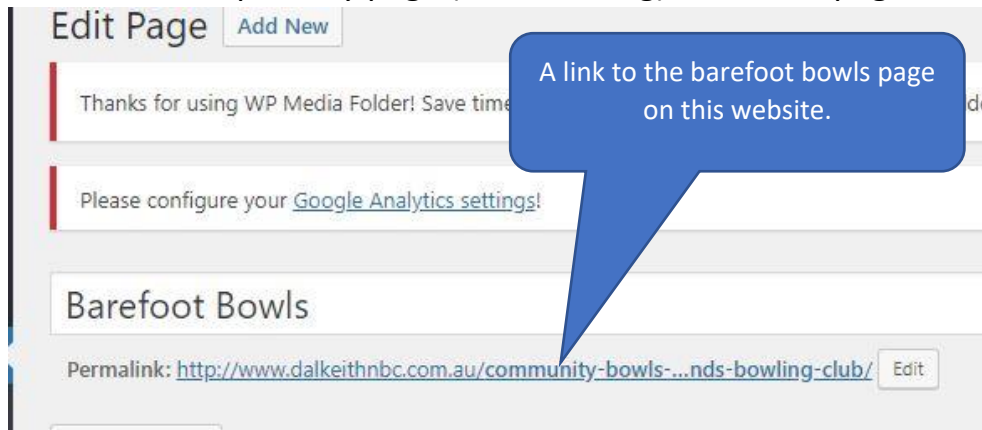 Edit Page Add New
A link to the barefoot bowls page
on this website.
Thanks for using WP Media Folder! Save time
Please configure your Google Analytics settings!
Barefoot Bowls
Permalink: http://www.dalkeithnbc.com.au/community-bowls-...nds-bowling-club/ Edit